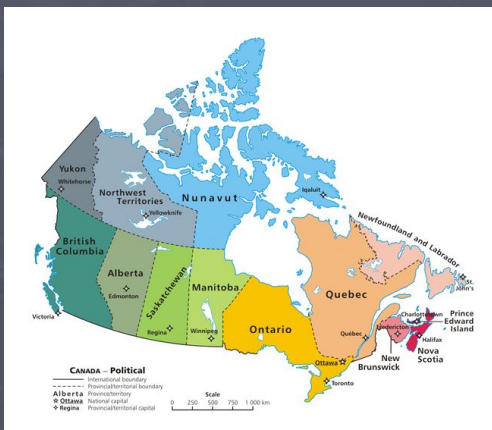 Yukon
Whitehorse
Northwest
Territories
Yellowknife
Nunavut
Iqaluit
British
Columbia
Victoria
Alberta
Edmonton
Saskatchewan
Regina
Manitoba
Winnipeg
Ontario
Ottawa
Toronto
Quebec
Québec
Newfoundland and Labrador
St.
John's
Charlottetown
Prince
Edward
Island
Fredericton
Halifax
Nova
Scotia
New
Brunswick
CANADA – Political
International boundary
Provincial/territorial boundary
Alberta Province/territory
Ottawa National capital
Regina Provincial/territorial capital
Scale
0 250 500 750 1 000 km